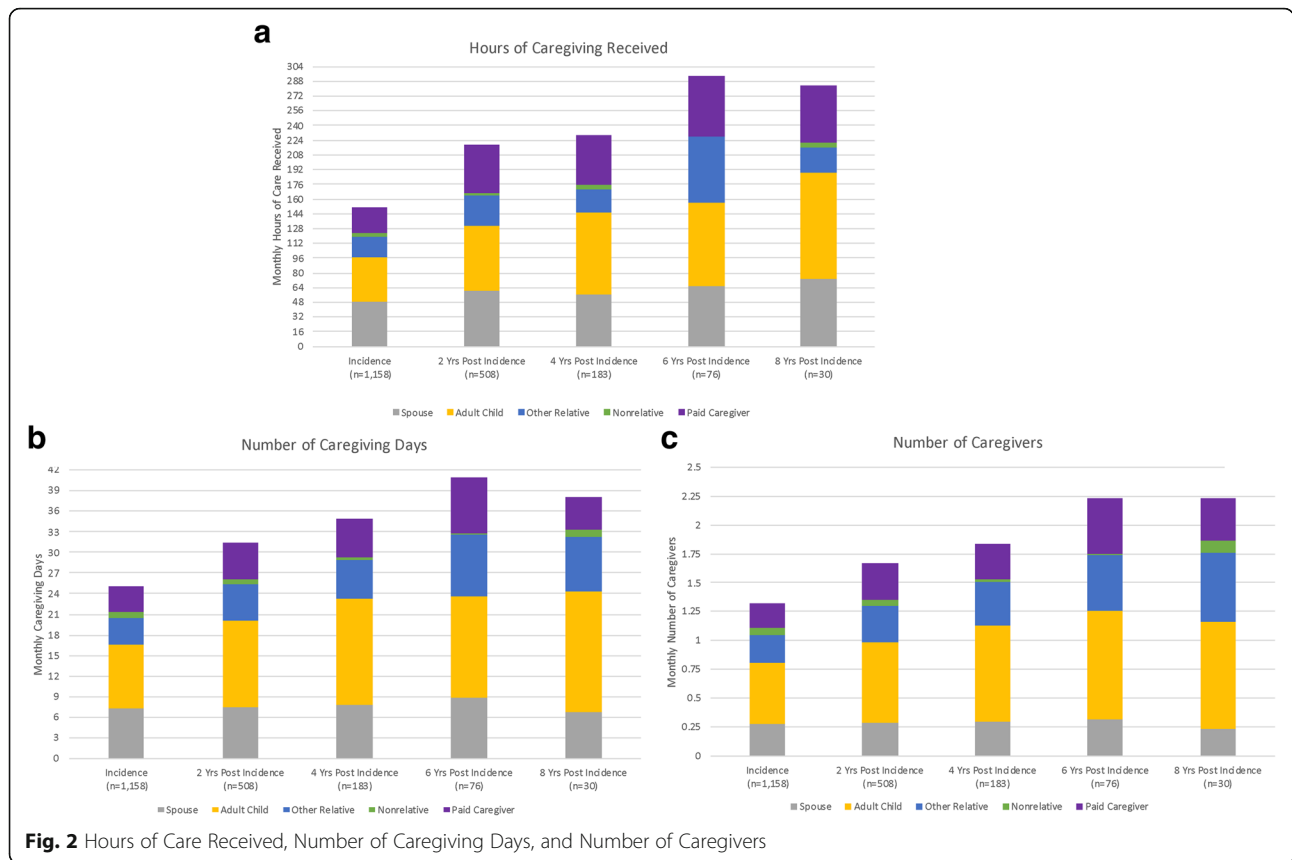 a
Hours of Caregiving Received
Monthly Hours of Care Received
304
288
272
256
240
224
208
192
176
160
144
128
112
96
80
64
48
32
16
0
Incidence 2 Yrs Post Incidence 4 Yrs Post Incidence 6 Yrs Post Incidence 8 Yrs Post Incidence
(n=1,158) (n=508) (n=183) (n=76) (n=30)
Spouse Adult Child Other Relative Nonrelative Paid Caregiver
b
Number of Caregiving Days
Monthly Caregiving Days
42
39
36
33
30
27
24
21
18
15
12
9
6
3
0
Incidence 2 Yrs Post Incidence 4 Yrs Post Incidence 6 Yrs Post Incidence 8 Yrs Post Incidence
(n=1,158) (n=508) (n=183) (n=76) (n=30)
Spouse Adult Child Other Relative Nonrelative Paid Caregiver
c
Number of Caregivers
Monthly Number of Caregivers
2.5
2.25
2
1.75
1.5
1.25
1
0.75
0.5
0.25
0
Incidence 2 Yrs Post Incidence 4 Yrs Post Incidence 6 Yrs Post Incidence 8 Yrs Post Incidence
(n=1,158) (n=508) (n=183) (n=76) (n=30)
Spouse Adult Child Other Relative Nonrelative Paid Caregiver
Fig. 2 Hours of Care Received, Number of Caregiving Days, and Number of Caregivers